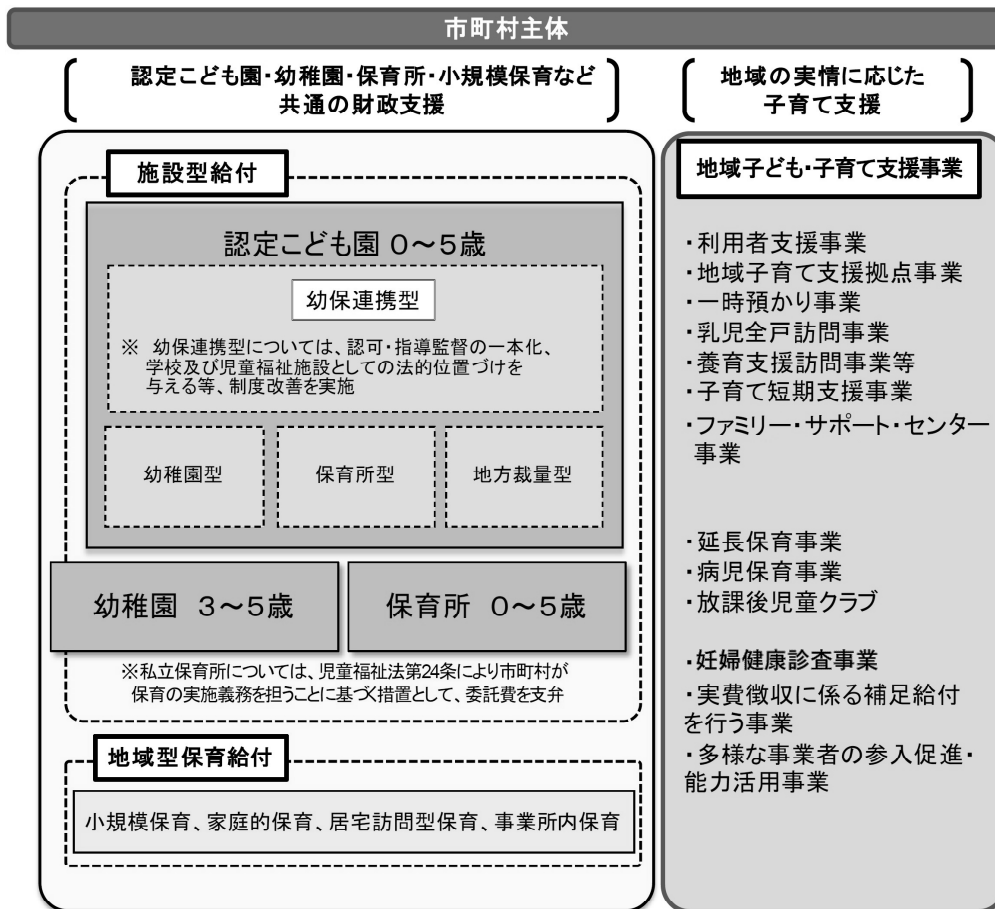 市町村主体
認定こども園・幼稚園・保育所・小規模保育など
共通の財政支援
施設型給付
認定こども園 0～5歳
幼保連携型
※ 幼保連携型については、認可・指導監督の一本化、
学校及び児童福祉施設としての法的位置づけを
与える等、制度改善を実施
幼稚園型
保育所型
地方裁量型
幼稚園 3～5歳
保育所 0～5歳
※私立保育所については、児童福祉法第24条により市町村が
保育の実施義務を担うことに基づく措置として、委託費を支弁
地域型保育給付
小規模保育、家庭的保育、居宅訪問型保育、事業所内保育
地域の実情に応じた
子育て支援
地域子ども・子育て支援事業
・利用者支援事業
・地域子育て支援拠点事業
・一時預かり事業
・乳児全戸訪問事業
・養育支援訪問事業等
・子育て短期支援事業
・ファミリー・サポート・センター
事業
・延長保育事業
・病児保育事業
・放課後児童クラブ
・妊婦健康診査事業
・実費徴収に係る補足給付
を行う事業
・多様な事業者の参入促進・
能力活用事業